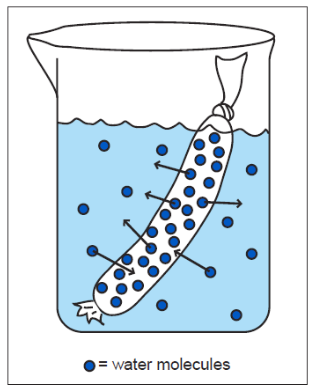 = water molecules